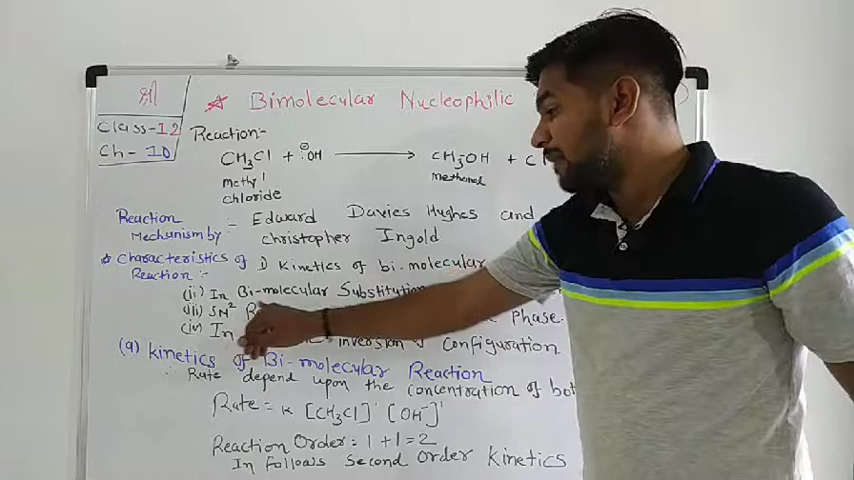 श्री
Class-12
Ch-10
☆ Bimolecular Nucleophilic
Reaction:-
CH3Cl + :OH⊖ ⟶ CH3OH + 
methyl chloride
methanol
Reaction Mechanism by - Edward Davies Hughes and
Christopher Ingold
* Characteristics of Reaction :-
1) Kinetics of bi-molecular
(ii) In Bi-molecular Substitution
(iii) SN2
(iv) In inversion of Configuration
(a) Kinetics of Bi-molecular Reaction
Rate depend upon the Concentration of
Rate = K [CH3Cl]1 [OH-]1
Reaction Order = 1+1 = 2
In follows Second Order Kinetics